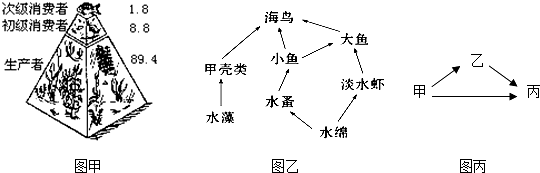 次级消费者 1.8
初级消费者 8.8
生产者 89.4
图甲
海鸟
大鱼
小鱼
甲壳类
淡水虾
水蚤
水藻
水绵
图乙
乙
甲 丙
图丙